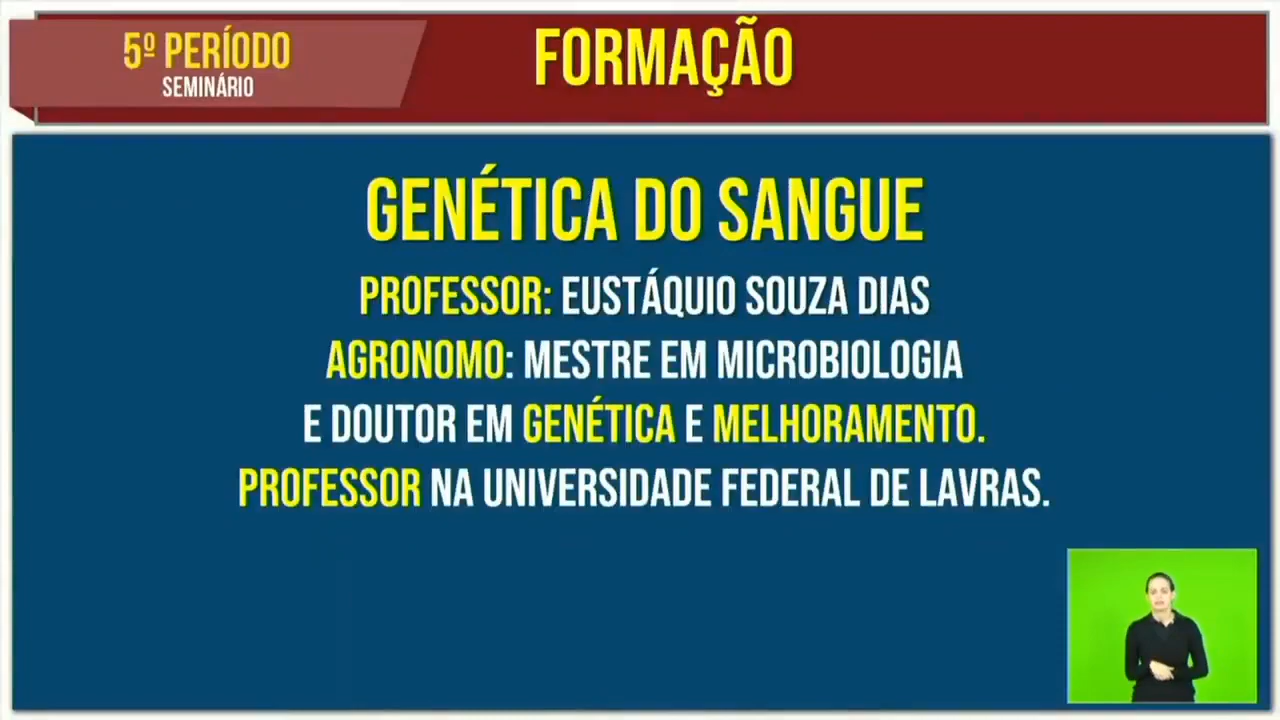 5º PERÍODO
SEMINÁRIO
FORMAÇÃO
GENÉTICA DO SANGUE
PROFESSOR: EUSTÁQUIO SOUZA DIAS
AGRONOMO: MESTRE EM MICROBIOLOGIA
E DOUTOR EM GENÉTICA E MELHORAMENTO.
PROFESSOR NA UNIVERSIDADE FEDERAL DE LAVRAS.